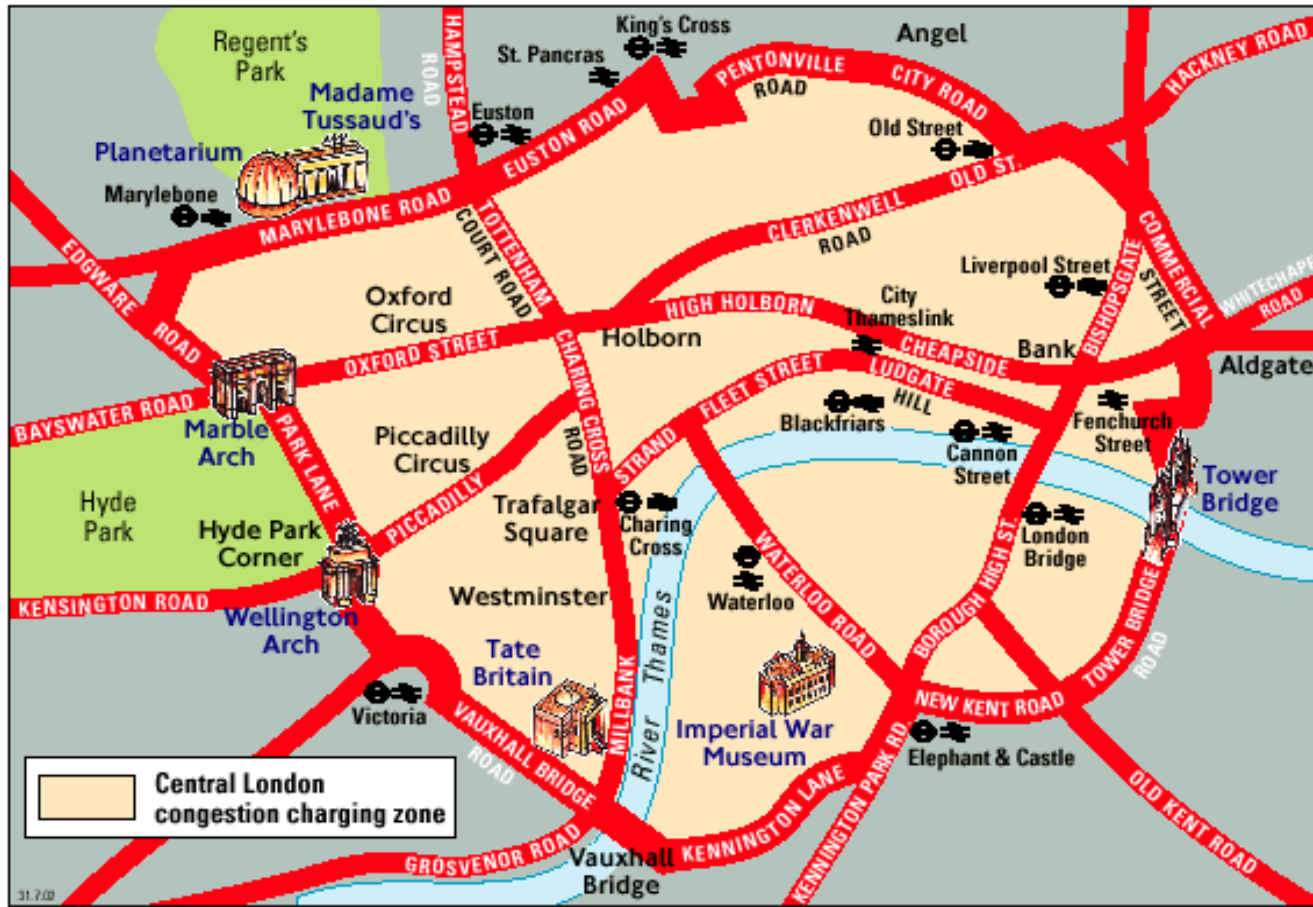 King's Cross
Angel
Regent's
Park
HAMPSTEAD
ROAD
St. Pancras
PENTONVILLE
ROAD
CITY ROAD
HACKNEY ROAD
Madame
Tussaud's
Euston
EUSTON ROAD
Old Street
Planetarium
OLD ST.
Marylebone
MARYLEBONE ROAD
TOTTENHAM
COURT ROAD
CLERKENWELL
ROAD
COMMERCIAL
STREET
EDGWARE
ROAD
Liverpool Street
BISHOPSGATE
WHITECHAPEL
ROAD
Oxford
Circus
HIGH HOLBORN
City
Thameslink
OXFORD STREET
Holborn
CHEAPSIDE
Bank
Aldgate
CHARING CROSS
ROAD
FLEET STREET
LUDGATE
HILL
BAYSWATER ROAD
Marble
Arch
PARK LANE
Piccadilly
Circus
STRAND
Blackfriars
Fenchurch
Street
Cannon
Street
Tower
Bridge
Hyde
Park
PICCADILLY
Trafalgar
Square
Charing
Cross
Hyde Park
Corner
London
Bridge
KENSINGTON ROAD
Wellington
Arch
Westminster
Waterloo
WATERLOO ROAD
BOROUGH HIGH ST.
TOWER BRIDGE
ROAD
Tate
Britain
MILLBANK
River Thames
Victoria
VAUXHALL BRIDGE
ROAD
Imperial War
Museum
NEW KENT ROAD
Elephant & Castle
Central London
congestion charging zone
KENNINGTON LANE
KENNINGTON PARK RD.
OLD KENT ROAD
GROSVENOR ROAD
Vauxhall
Bridge
31.7.02